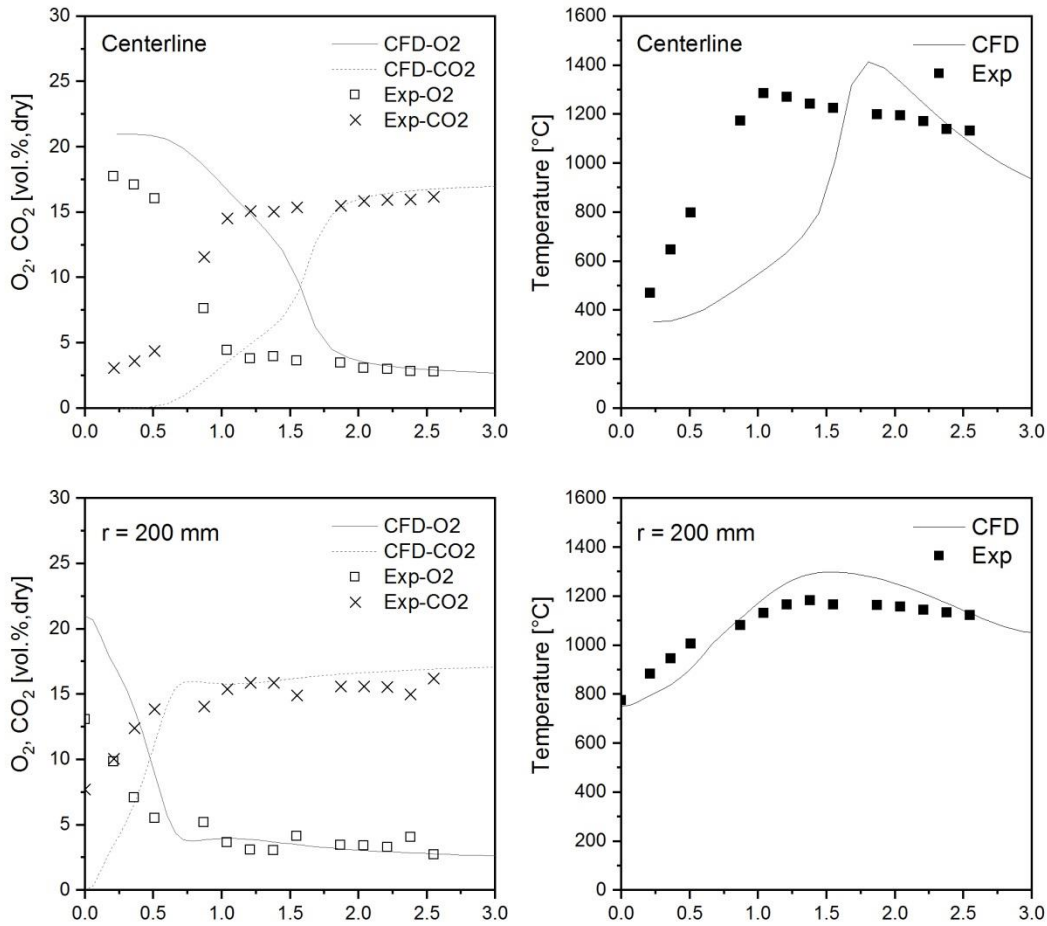 Centerline
CFD-O2
CFD-CO2
Exp-O2
Exp-CO2
O₂, CO₂ [vol.%,dry]
30
25
20
15
10
5
0
0.0 0.5 1.0 1.5 2.0 2.5 3.0
Centerline
CFD
Exp
Temperature [°C]
1600
1400
1200
1000
800
600
400
200
0
0.0 0.5 1.0 1.5 2.0 2.5 3.0
r = 200 mm
CFD-O2
CFD-CO2
Exp-O2
Exp-CO2
O₂, CO₂ [vol.%,dry]
30
25
20
15
10
5
0
0.0 0.5 1.0 1.5 2.0 2.5 3.0
r = 200 mm
CFD
Exp
Temperature [°C]
1600
1400
1200
1000
800
600
400
200
0
0.0 0.5 1.0 1.5 2.0 2.5 3.0